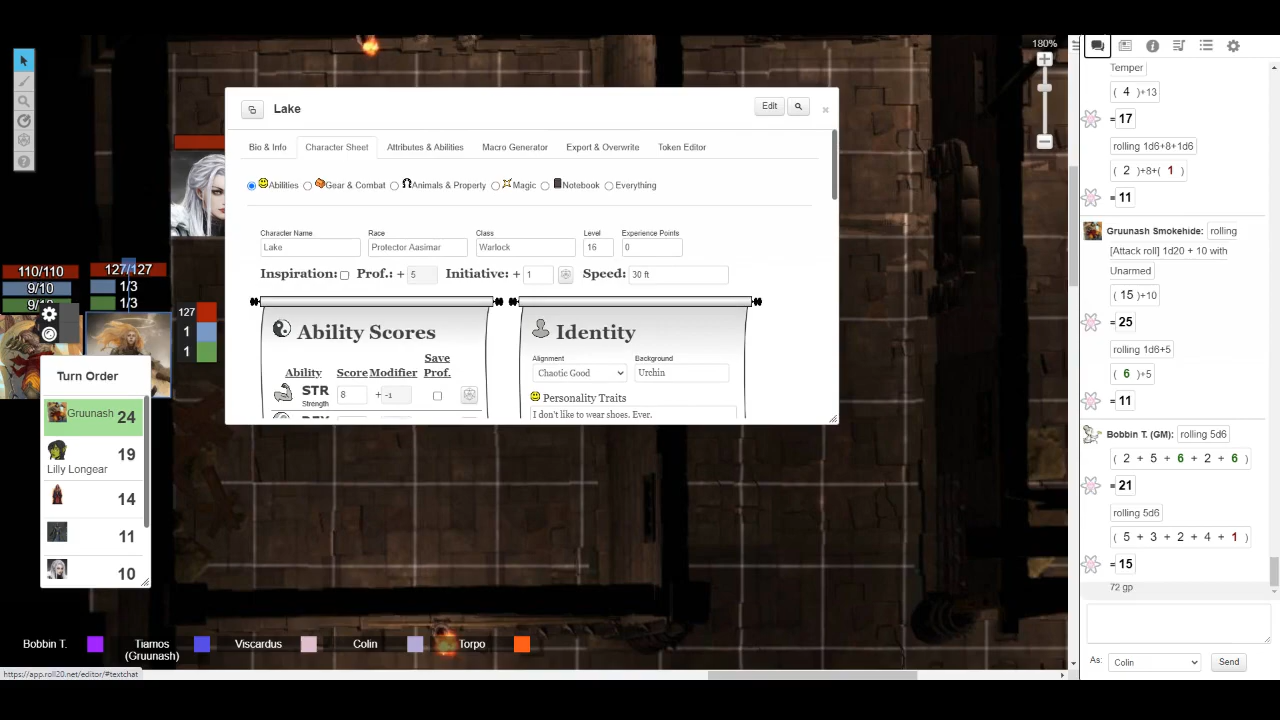 180%
Lake
Edit
Bio & Info Character Sheet Attributes & Abilities Macro Generator Export & Overwrite Token Editor
Abilities Gear & Combat Animals & Property Magic Notebook Everything
Character Name Race Class Level Experience Points
Lake Protector Aasimar Warlock 16 0
Inspiration: Prof.: + 5 Initiative: + 1 Speed: 30 ft
Ability Scores
Ability Score Modifier Save Prof.
STR 8 + -1
Strength
Identity
Alignment Background
Chaotic Good Urchin
Personality Traits
I don't like to wear shoes. Ever.
110/110
9/10
127/127
1/3
1/3
127
1
1
Turn Order
Gruunash 24
19
Lilly Longear
14
11
10
Bobbin T. Tiamos Viscardus Colin Torpo
(Gruunash)
https://app.roll20.net/editor/#textchat
Temper
( 4 )+13
=17
rolling 1d6+8+1d6
( 2 )+8+( 1 )
=11
Gruunash Smokehide: rolling
[Attack roll] 1d20 + 10 with
Unarmed
( 15 )+10
=25
rolling 1d6+5
( 6 )+5
=11
Bobbin T. (GM): rolling 5d6
( 2 + 5 + 6 + 2 + 6 )
=21
rolling 5d6
( 5 + 3 + 2 + 4 + 1 )
=15
72 gp
As: Colin Send